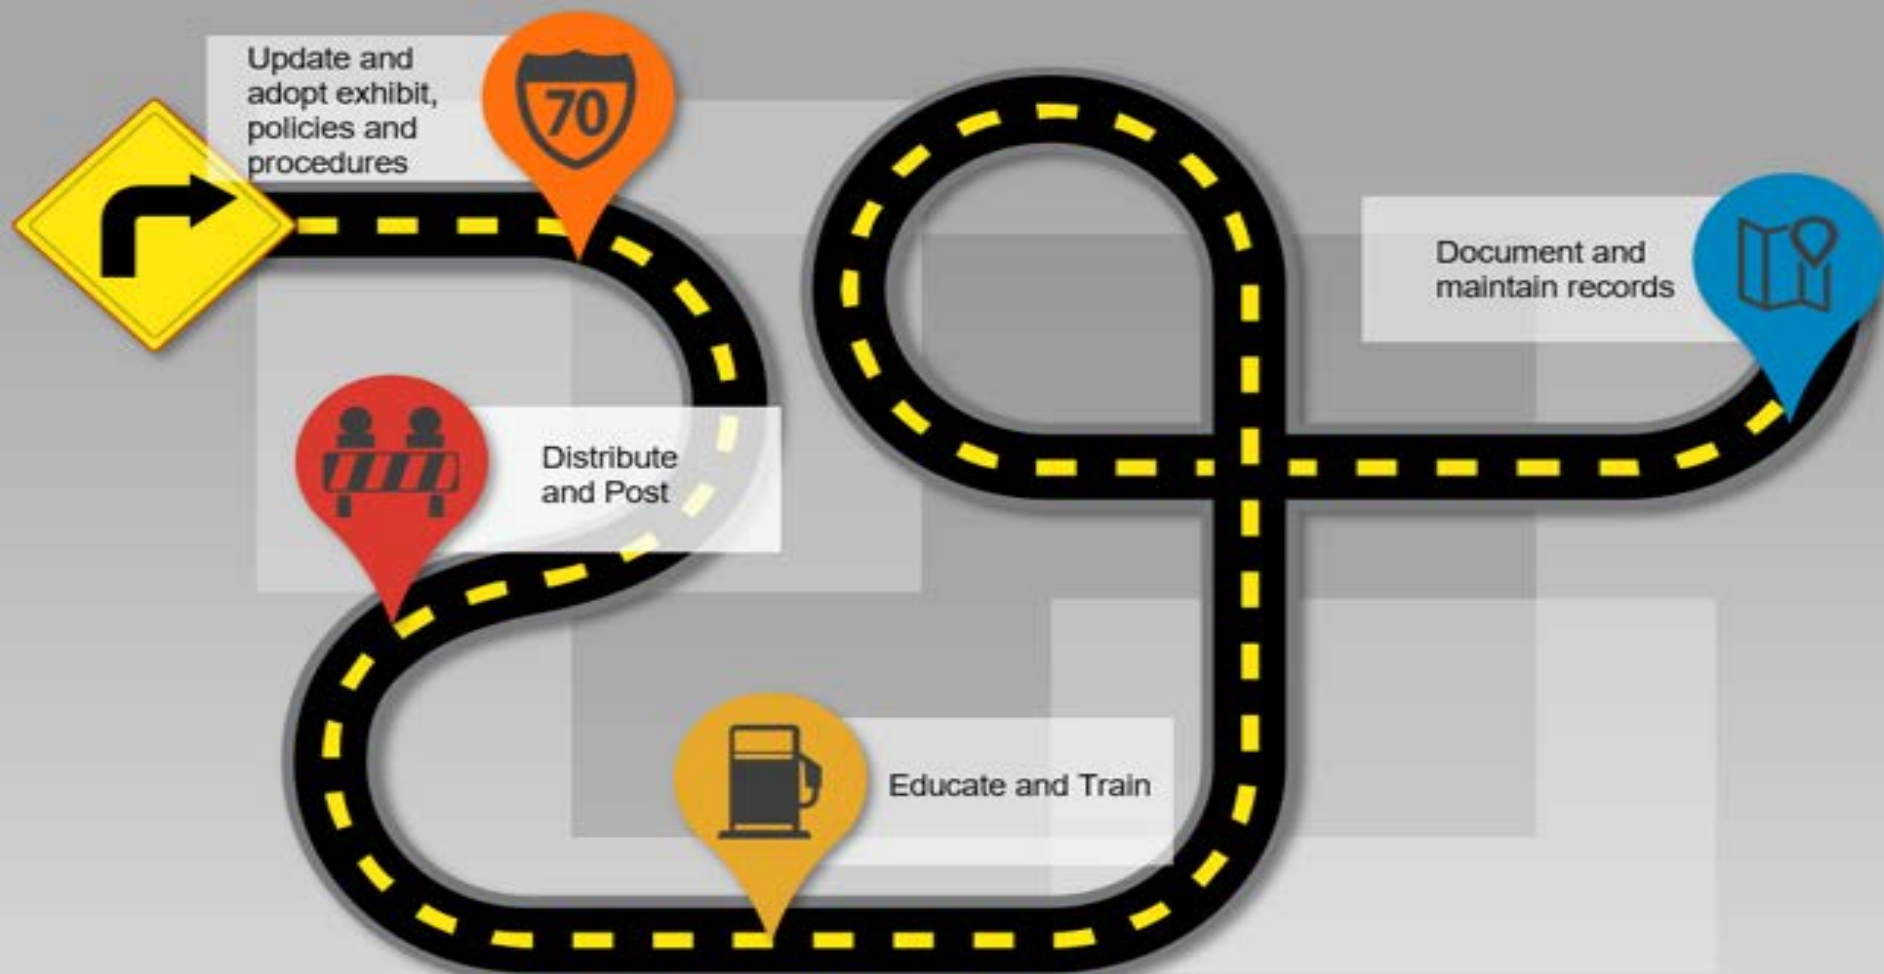 Update and
adopt exhibit,
policies and
procedures
70
Distribute
and Post
Educate and Train
Document and
maintain records